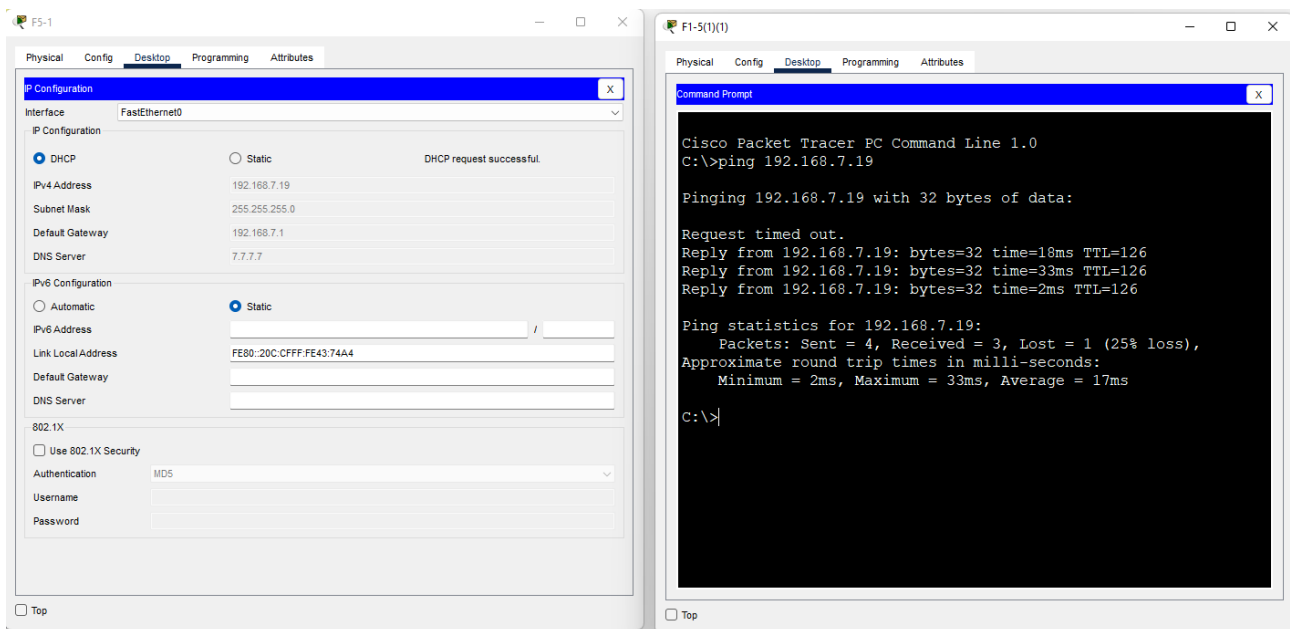 F5-1
Physical Config Desktop Programming Attributes
IP Configuration X
Interface FastEthernet0
IP Configuration
DHCP Static DHCP request successful.
IPv4 Address 192.168.7.19
Subnet Mask 255.255.255.0
Default Gateway 192.168.7.1
DNS Server 7.7.7.7
IPv6 Configuration
Automatic Static
IPv6 Address /
Link Local Address FE80::20C:CFFF:FE43:74A4
Default Gateway
DNS Server
802.1X
Use 802.1X Security
Authentication MD5
Username
Password
Top
F1-5(1)(1)
Physical Config Desktop Programming Attributes
Command Prompt X
Cisco Packet Tracer PC Command Line 1.0
C:\>ping 192.168.7.19
Pinging 192.168.7.19 with 32 bytes of data:
Request timed out.
Reply from 192.168.7.19: bytes=32 time=18ms TTL=126
Reply from 192.168.7.19: bytes=32 time=33ms TTL=126
Reply from 192.168.7.19: bytes=32 time=2ms TTL=126
Ping statistics for 192.168.7.19:
Packets: Sent = 4, Received = 3, Lost = 1 (25% loss),
Approximate round trip times in milli-seconds:
Minimum = 2ms, Maximum = 33ms, Average = 17ms
C:\>
Top